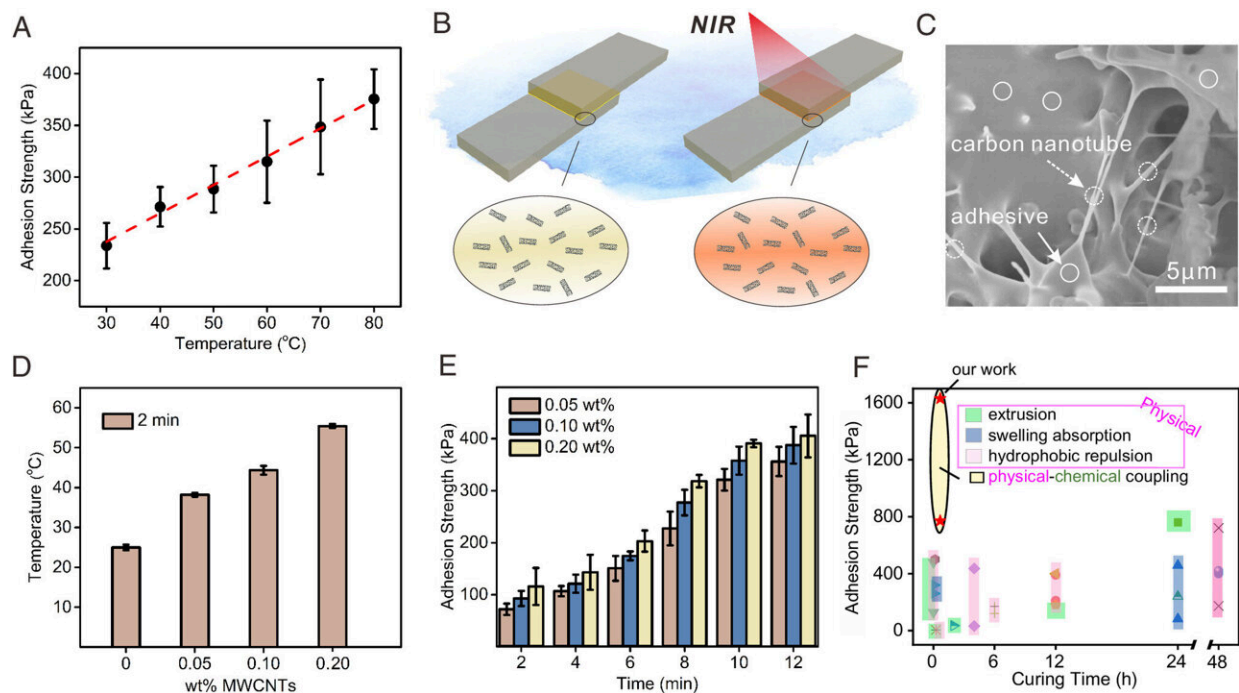 A
400
350
300
250
200
Adhesion Strength (kPa)
30 40 50 60 70 80
Temperature (°C)
B
NIR
C
carbon nanotube
adhesive
5μm
D
2 min
60
50
40
30
20
10
Temperature (°C)
0 0.05 0.10 0.20
wt% MWCNTs
E
0.05 wt%
0.10 wt%
0.20 wt%
400
300
200
100
Adhesion Strength (kPa)
2 4 6 8 10 12
Time (min)
F
our work
Physical
extrusion
swelling absorption
hydrophobic repulsion
physical-chemical coupling
1600
1200
800
400
0
Adhesion Strength (kPa)
0 6 12 24 48
Curing Time (h)